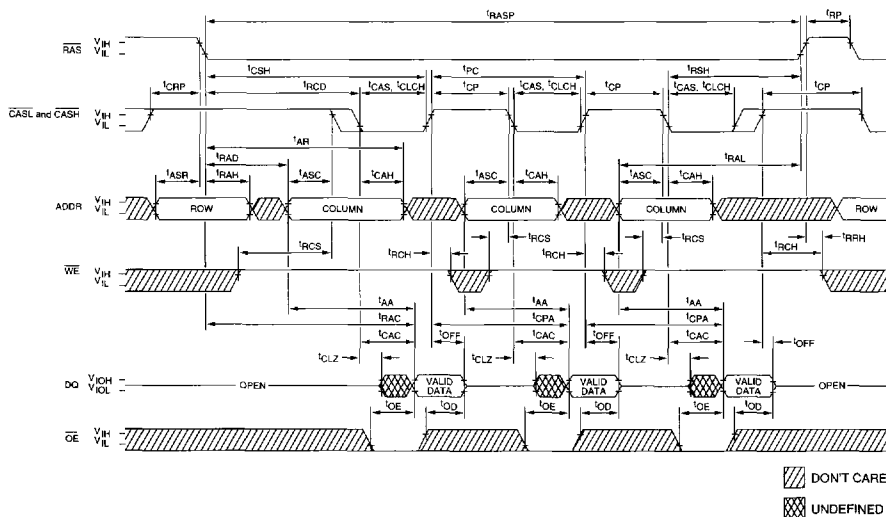 tRASP
tRP
RAS VIH
VIL
tCSH tPC tRSH
tCRP tRCD tCAS, tCLCH tCP tCAS, tCLCH tCP tCAS, tCLCH tCP
CASL and CASH VIH
VIL
tAR
tRAD tRAL
tASR tRAH tASC tCAH tASC tCAH tASC tCAH
ADDR VIH
VIL ROW COLUMN COLUMN COLUMN ROW
tRCS tRCH tRCS tRCH tRCS tRCH tRRH
WE VIH
VIL
tAA tAA tAA
tRAC tCPA tCPA
tCAC tOFF tCAC tOFF tCAC tOFF
tCLZ tCLZ tCLZ
DQ VIOH
VIOL OPEN VALID DATA VALID DATA VALID DATA OPEN
tOE tOD tOE tOD tOE tOD
OE VIH
VIL
DON'T CARE
UNDEFINED